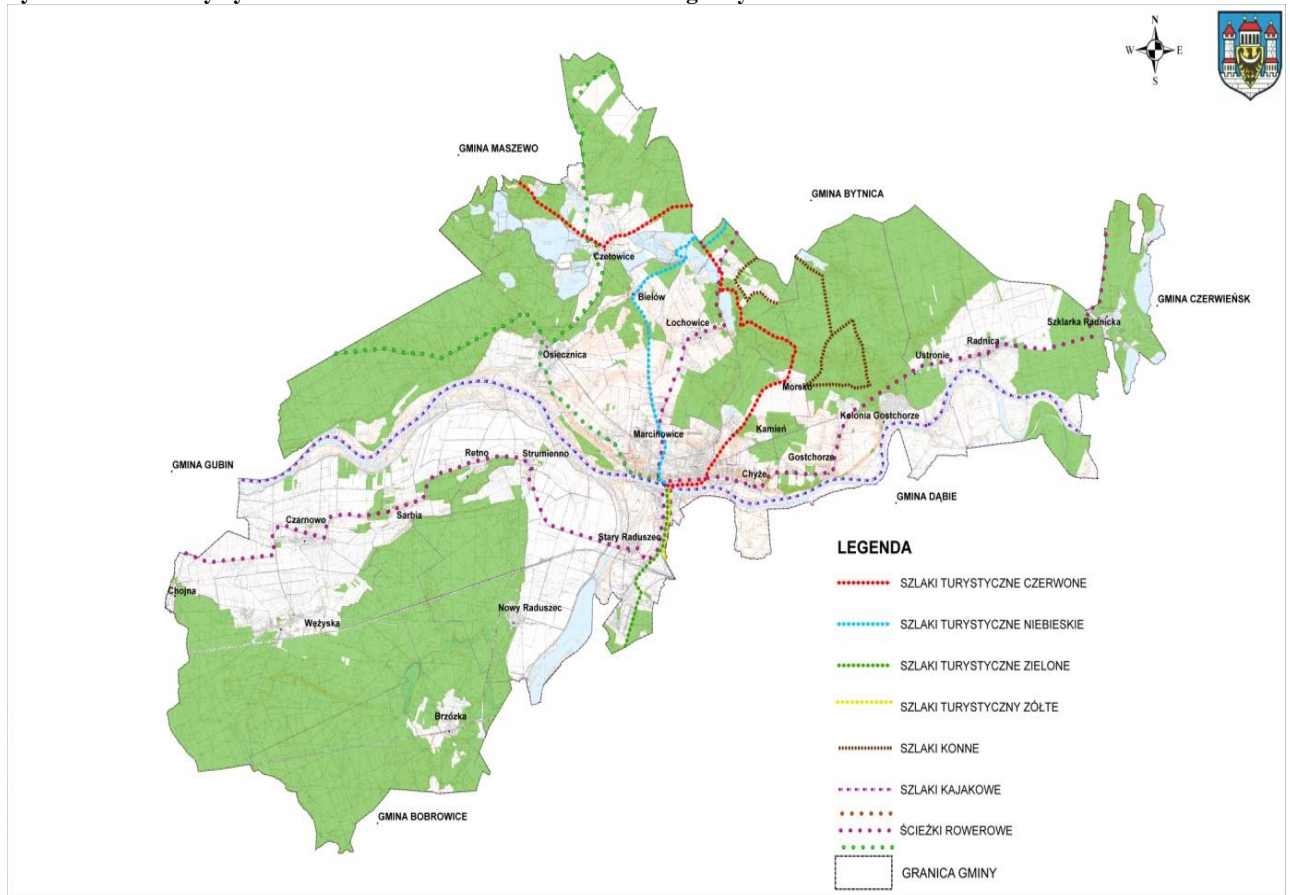 N
W E
S
GMINA MASZEWO
GMINA BYTNICA
GMINA CZERWIEŃSK
Czetowice
Bielów
Łochowice
Szklarka Radnicka
Radnica
Ustronie
Osiecznica
Morsko
Kolonia Gostchorze
Marcinowice
Kamień
Gostchorze
GMINA GUBIN
Retno
Strumienno
Chyże
GMINA DĄBIE
Czarnowo
Sarbia
Stary Raduszec
LEGENDA
SZLAKI TURYSTYCZNE CZERWONE
Chojna
Nowy Raduszec
Wężyska
SZLAKI TURYSTYCZNE NIEBIESKIE
SZLAKI TURYSTYCZNE ZIELONE
SZLAKI TURYSTYCZNY ZÓŁTE
Brzózka
SZLAKI KONNE
SZLAKI KAJAKOWE
GMINA BOBROWICE
ŚCIEŻKI ROWEROWE
GRANICA GMINY